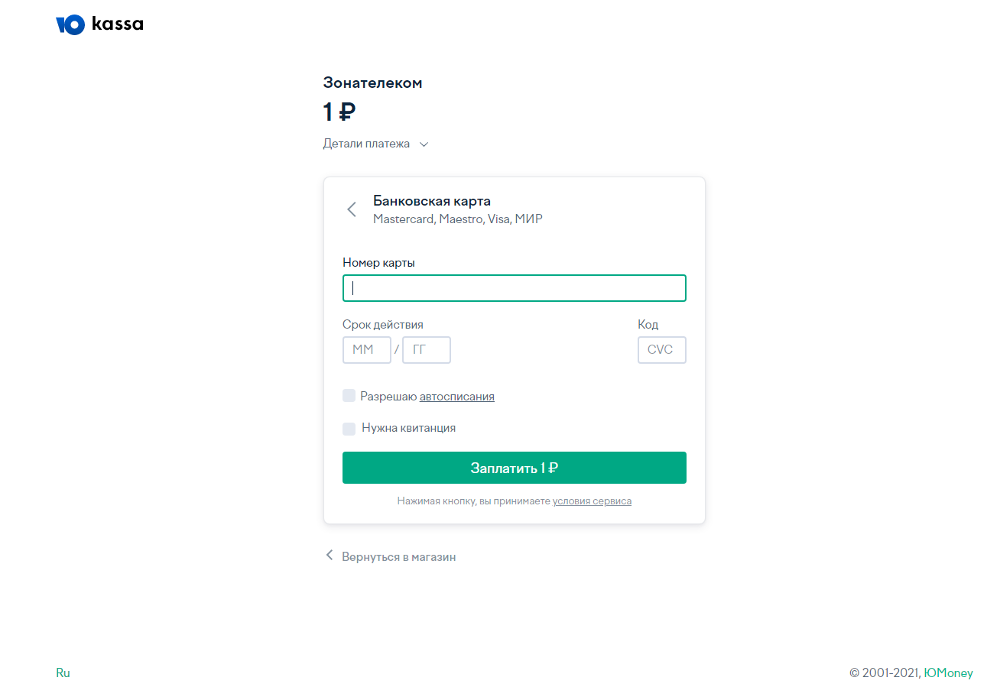 Ю kassa
Зонателеком
1 ₽
Детали платежа
Банковская карта
Mastercard, Maestro, Visa, МИР
Номер карты
Срок действия
Код
ММ / ГГ
CVC
Разрешаю автосписания
Нужна квитанция
Заплатить 1 ₽
Нажимая кнопку, вы принимаете условия сервиса
Вернуться в магазин
Ru
© 2001-2021, ЮMoney